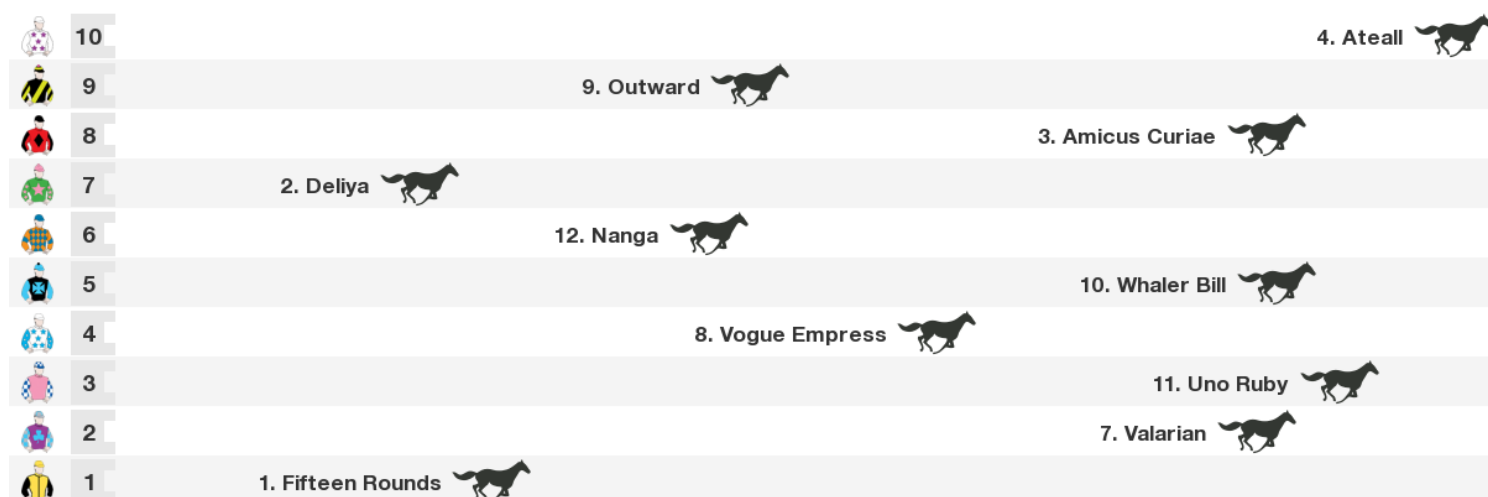 10 4. Ateall
9 9. Outward
8 3. Amicus Curiae
7 2. Deliya
6 12. Nanga
5 10. Whaler Bill
4 8. Vogue Empress
3 11. Uno Ruby
2 7. Valarian
1 1. Fifteen Rounds